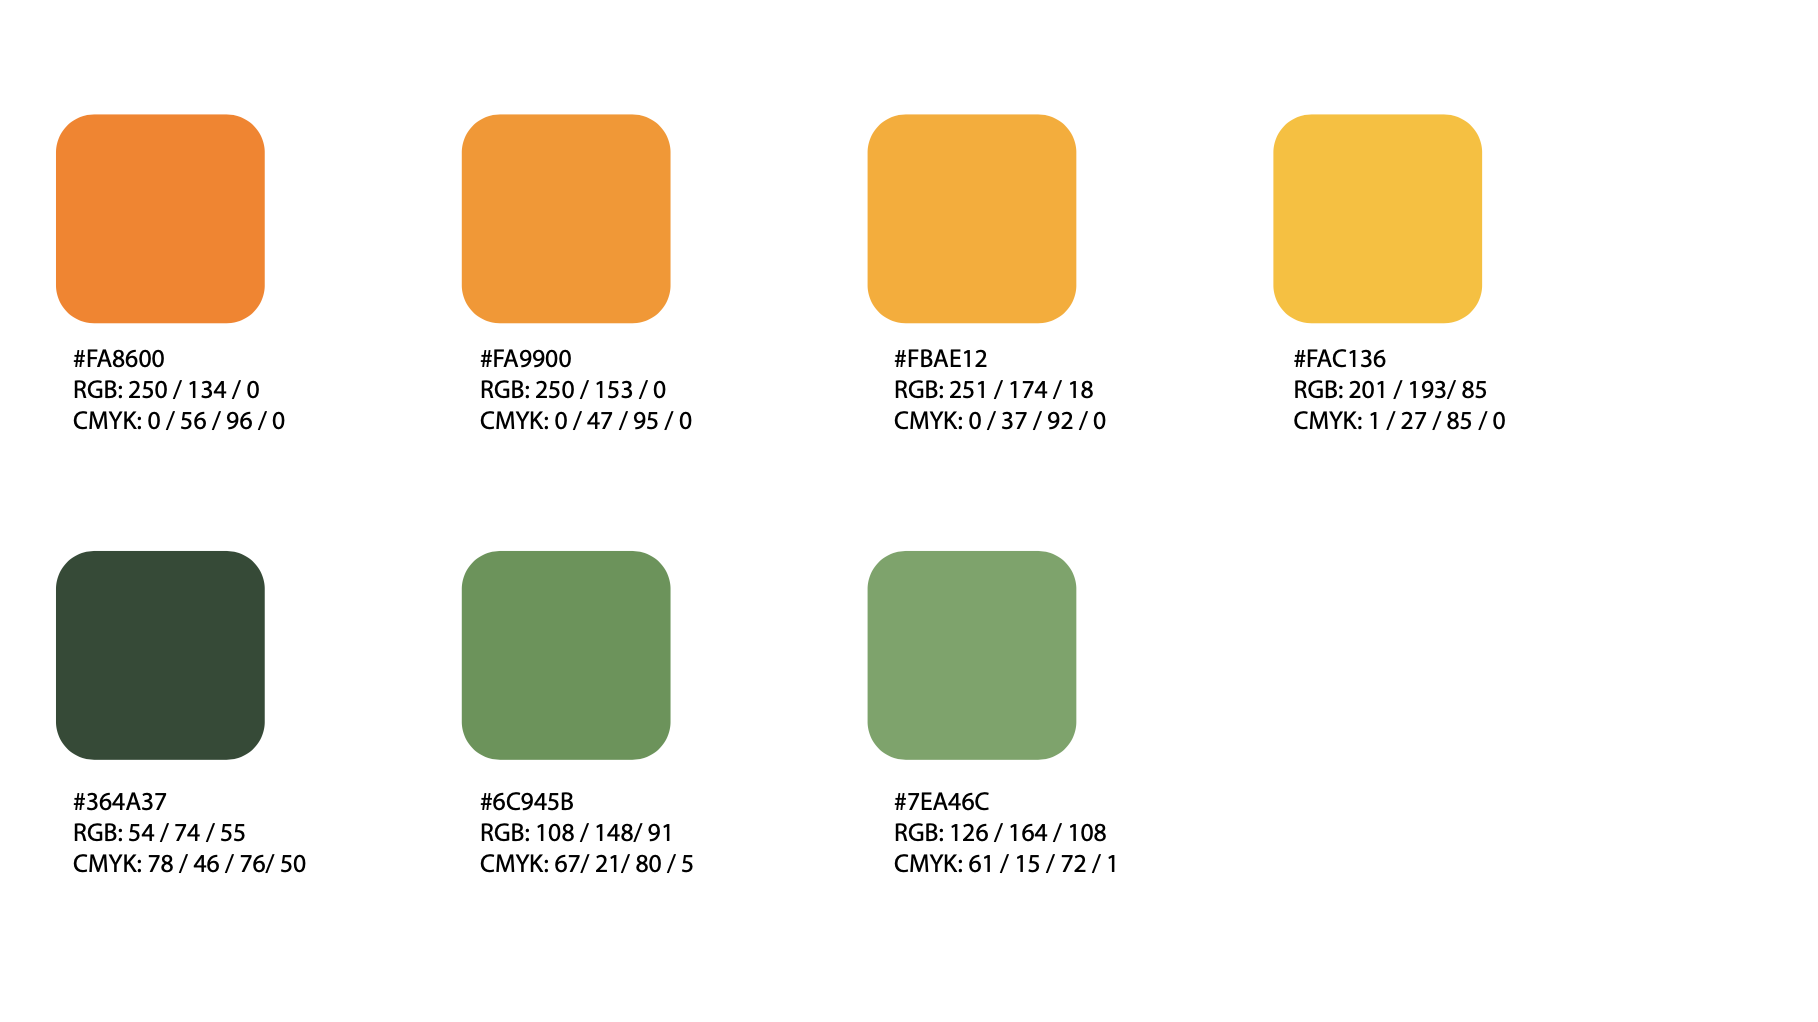 #FA8600
RGB: 250 / 134 / 0
CMYK: 0 / 56 / 96 / 0
#FA9900
RGB: 250 / 153 / 0
CMYK: 0 / 47 / 95 / 0
#FBAE12
RGB: 251 / 174 / 18
CMYK: 0 / 37 / 92 / 0
#FAC136
RGB: 201 / 193/ 85
CMYK: 1 / 27 / 85 / 0
#364A37
RGB: 54 / 74 / 55
CMYK: 78 / 46 / 76/ 50
#6C945B
RGB: 108 / 148/ 91
CMYK: 67/ 21/ 80 / 5
#7EA46C
RGB: 126 / 164 / 108
CMYK: 61 / 15 / 72 / 1